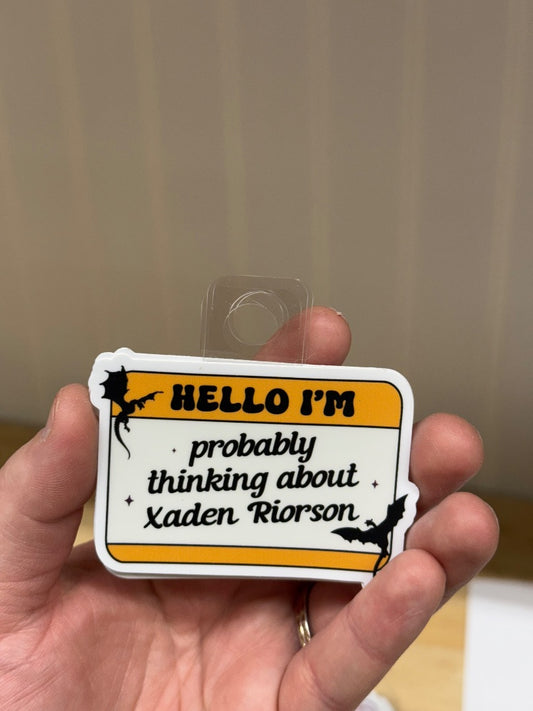 HELLO I'M
probably
thinking about
Xaden Riorson